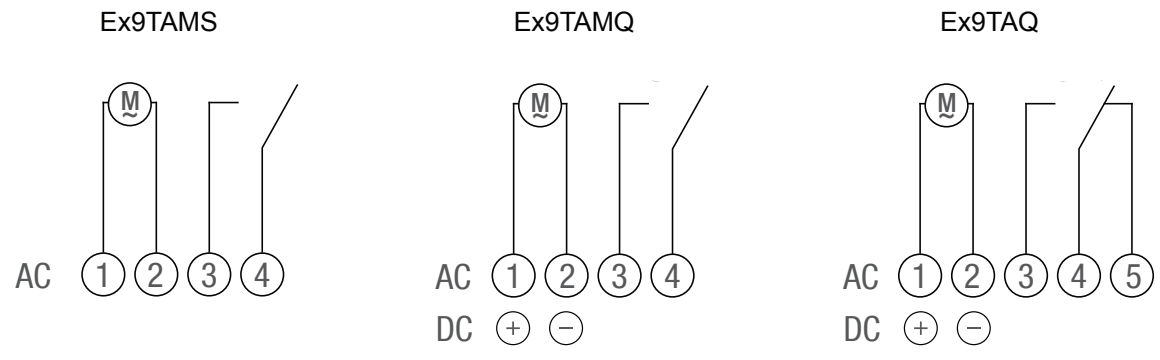 Ex9TAMS Ex9TAMQ Ex9TAQ
M M M
~ ~ ~
AC 1 2 3 4 AC 1 2 3 4 AC 1 2 3 4 5
DC + − DC + −